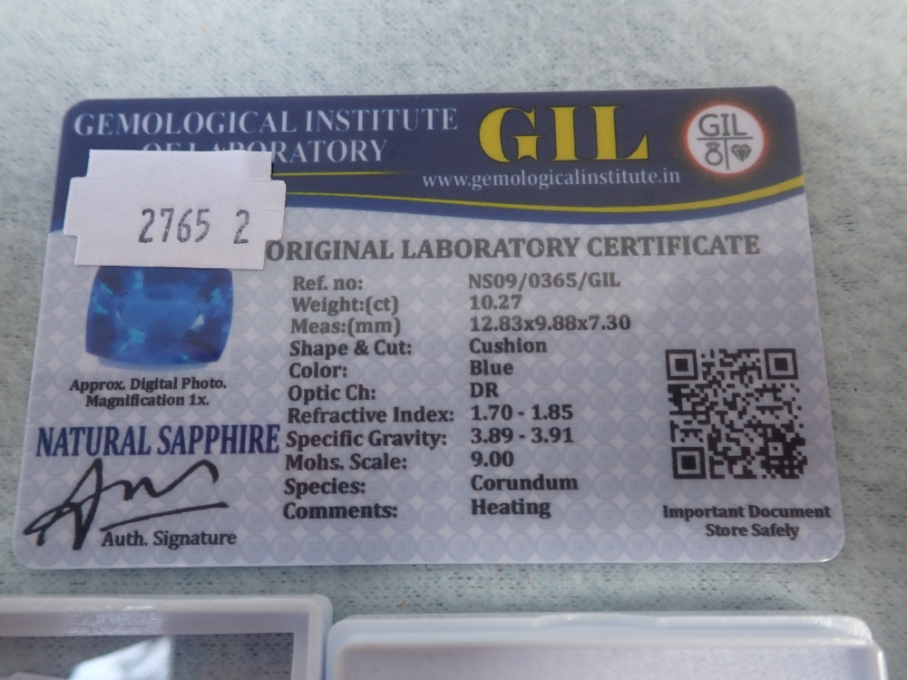 GEMOLOGICAL INSTITUTE
OF LABORATORY
GIL
www.gemologicalinstitute.in
GIL
2765 2
ORIGINAL LABORATORY CERTIFICATE
Ref. no: NS09/0365/GIL
Weight:(ct) 10.27
Meas:(mm) 12.83x9.88x7.30
Shape & Cut: Cushion
Color: Blue
Optic Ch: DR
Refractive Index: 1.70 - 1.85
Specific Gravity: 3.89 - 3.91
Mohs. Scale: 9.00
Species: Corundum
Comments: Heating
Approx. Digital Photo.
Magnification 1x.
NATURAL SAPPHIRE
Auth. Signature
Important Document
Store Safely